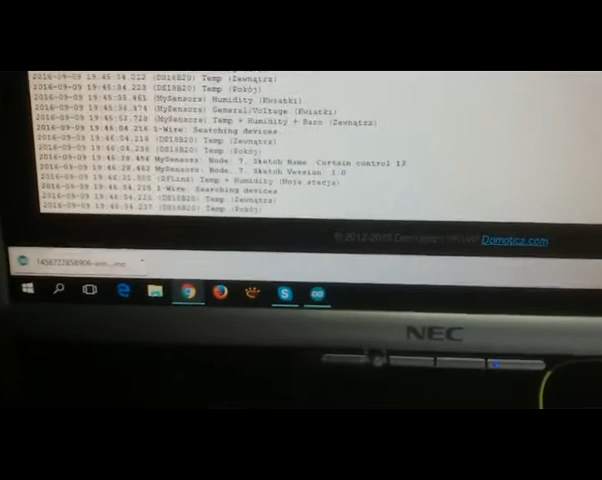 2016-09-09 19:45:34.222 (DS18B20) Temp (Zewnątrz)
2016-09-09 19:45:34.223 (DS18B20) Temp (Pokój)
2016-09-09 19:45:35.461 (MySensors) Humidity (Kwiatki)
2016-09-09 19:45:50.474 (MySensors) General/Voltage (Kwiatki)
2016-09-09 19:45:52.728 (MySensors) Temp + Humidity + Baro (Zewnątrz)
2016-09-09 19:46:04.216 1-Wire: Searching devices...
2016-09-09 19:46:04.218 (DS18B20) Temp (Zewnątrz)
2016-09-09 19:46:04.236 (DS18B20) Temp (Pokój)
2016-09-09 19:46:28.456 MySensors: Node: 7, Sketch Name: Curtain control 13
2016-09-09 19:46:28.462 MySensors: Node: 7, Sketch Version: 1.0
2016-09-09 19:46:31.550 (RFLink) Temp + Humidity (Moja stacja)
2016-09-09 19:46:34.215 1-Wire: Searching devices...
2016-09-09 19:46:34.221 (DS18B20) Temp (Zewnątrz)
2016-09-09 19:46:34.237 (DS18B20) Temp (Pokój)
Domoticz.com
NEC